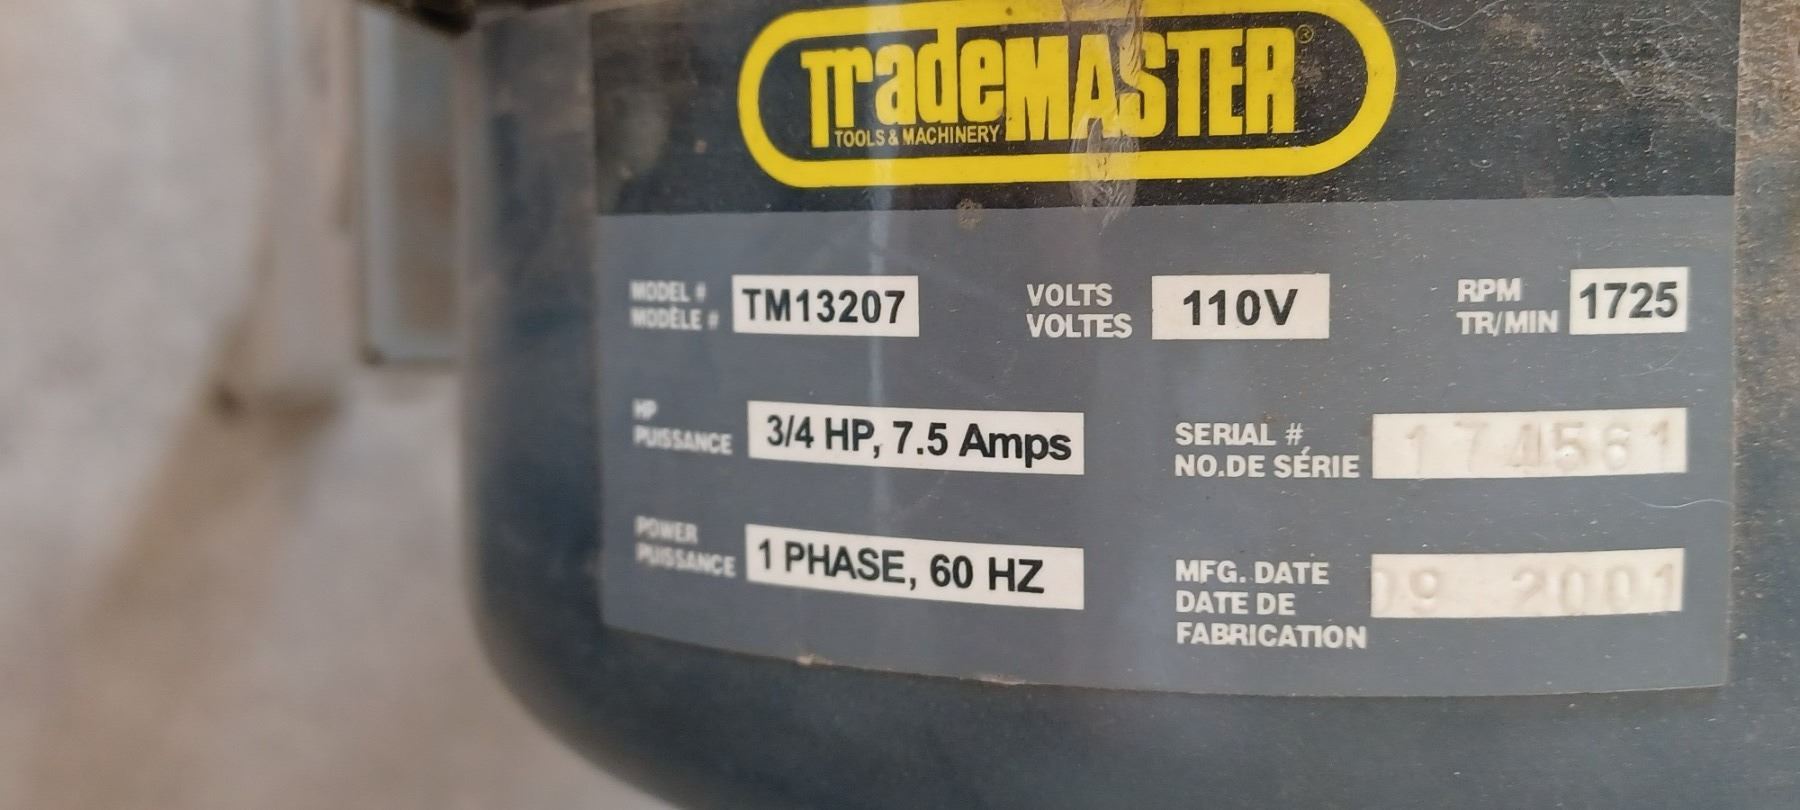 TradeMASTER®
TOOLS & MACHINERY
MODEL #
MODÈLE #
TM13207
VOLTS
VOLTES
110V
RPM
TR/MIN
1725
HP
PUISSANCE
3/4 HP, 7.5 Amps
SERIAL #
NO.DE SÉRIE
174561
POWER
PUISSANCE
1 PHASE, 60 HZ
MFG. DATE
DATE DE
FABRICATION
09 2001